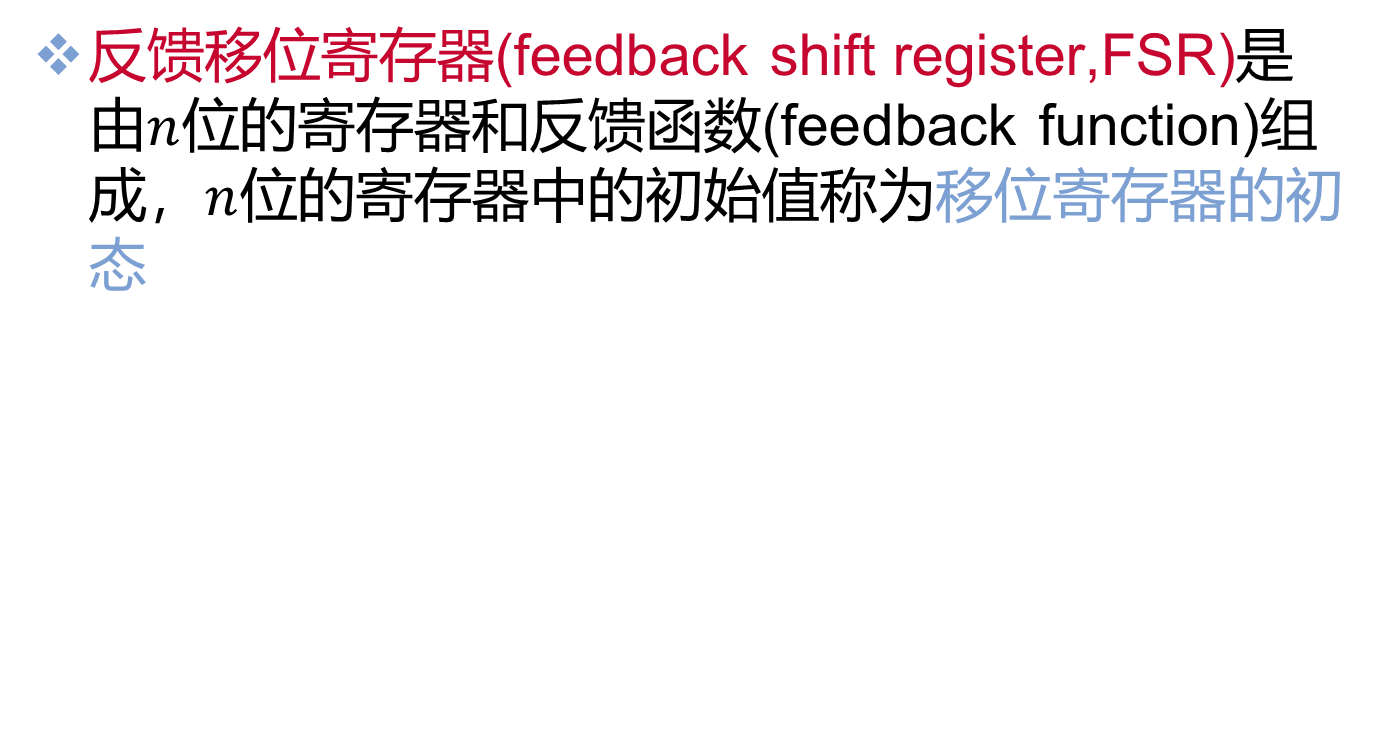 ❖反馈移位寄存器(feedback shift register,FSR)是
由n位的寄存器和反馈函数(feedback function)组
成，n位的寄存器中的初始值称为移位寄存器的初
态